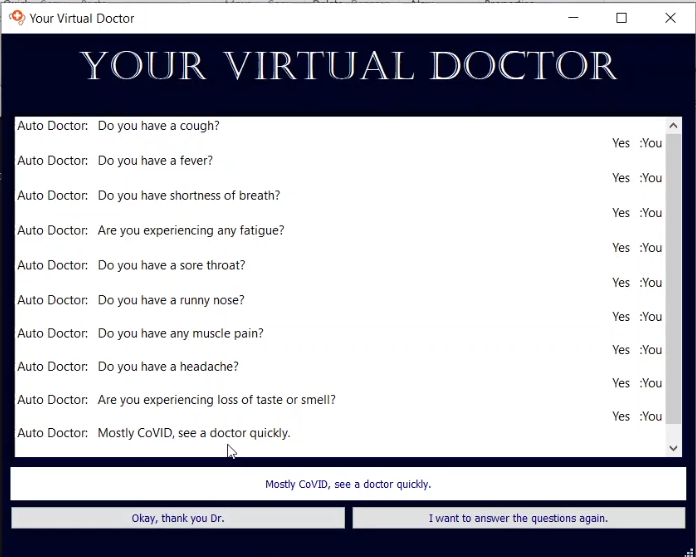 Your Virtual Doctor
YOUR VIRTUAL DOCTOR
Auto Doctor: Do you have a cough?
Yes :You
Auto Doctor: Do you have a fever?
Yes :You
Auto Doctor: Do you have shortness of breath?
Yes :You
Auto Doctor: Are you experiencing any fatigue?
Yes :You
Auto Doctor: Do you have a sore throat?
Yes :You
Auto Doctor: Do you have a runny nose?
Yes :You
Auto Doctor: Do you have any muscle pain?
Yes :You
Auto Doctor: Do you have a headache?
Yes :You
Auto Doctor: Are you experiencing loss of taste or smell?
Yes :You
Auto Doctor: Mostly CoVID, see a doctor quickly.
Mostly CoVID, see a doctor quickly.
Okay, thank you Dr.
I want to answer the questions again.